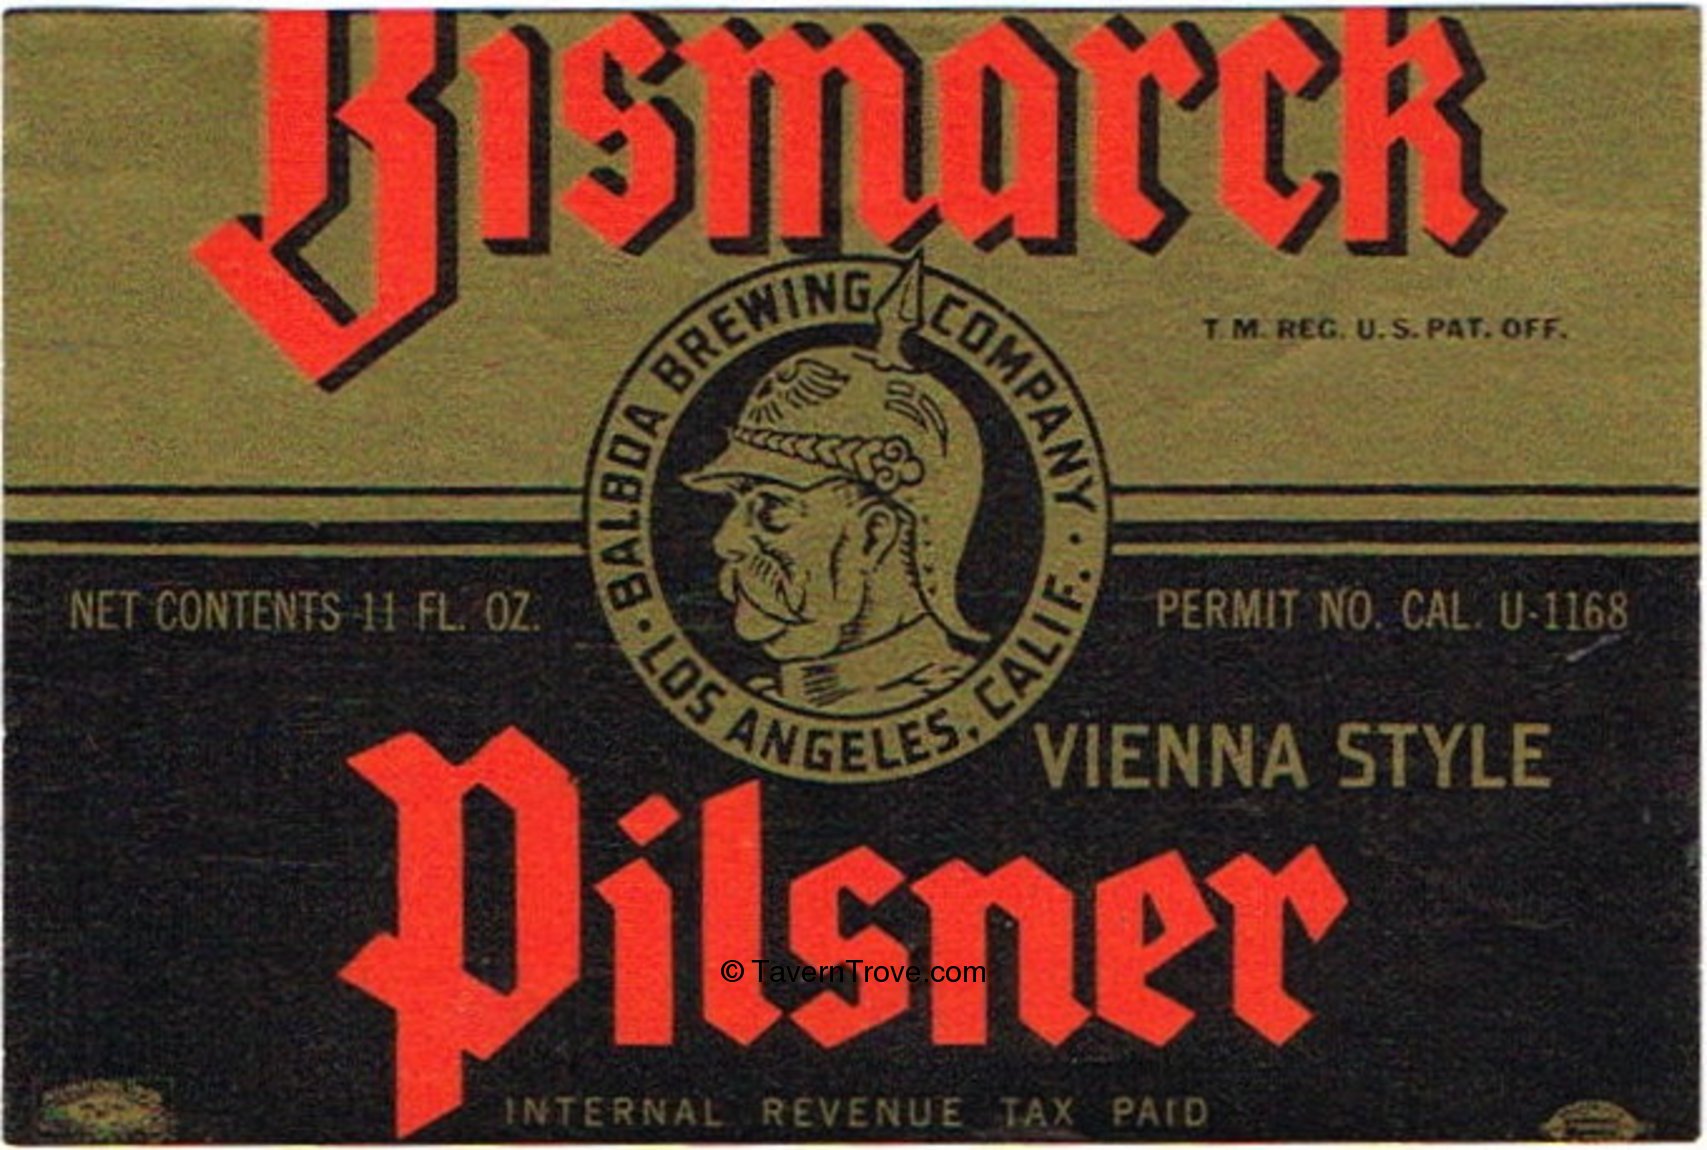 Bismarck
BALBOA BREWING COMPANY
· LOS ANGELES, CALIF. ·
T. M. REG. U. S. PAT. OFF.
NET CONTENTS 11 FL. OZ.
PERMIT NO. CAL. U-1168
VIENNA STYLE
Pilsner
© TavernTrove.com
INTERNAL REVENUE TAX PAID